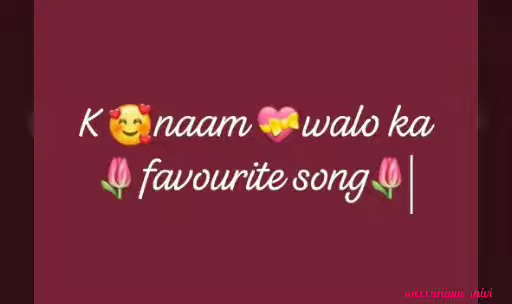 K 🥰 naam 💝 walo ka
🌷 favourite song 🌷